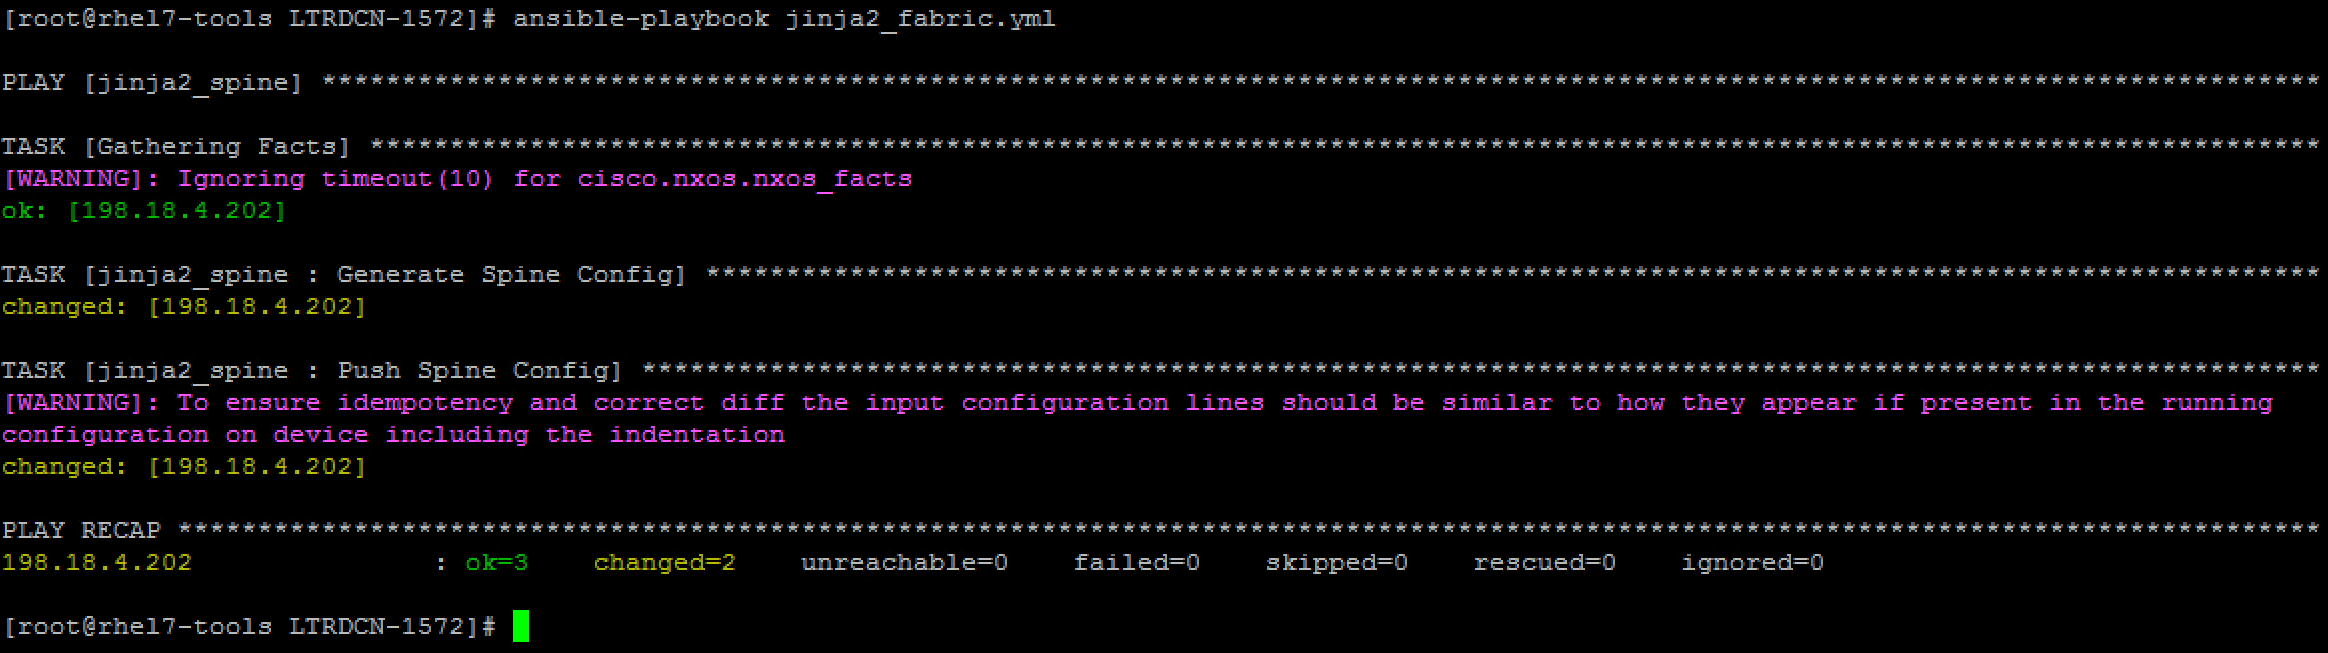 [root@rhel7-tools LTRDCN-1572]# ansible-playbook jinja2_fabric.yml
PLAY [jinja2_spine] *****************************************************************************************************************************
TASK [Gathering Facts] **************************************************************************************************************************
[WARNING]: Ignoring timeout(10) for cisco.nxos.nxos_facts
ok: [198.18.4.202]
TASK [jinja2_spine : Generate Spine Config] *****************************************************************************************************
changed: [198.18.4.202]
TASK [jinja2_spine : Push Spine Config] *********************************************************************************************************
[WARNING]: To ensure idempotency and correct diff the input configuration lines should be similar to how they appear if present in the running
configuration on device including the indentation
changed: [198.18.4.202]
PLAY RECAP **************************************************************************************************************************************
198.18.4.202               : ok=3    changed=2    unreachable=0    failed=0    skipped=0    rescued=0    ignored=0
[root@rhel7-tools LTRDCN-1572]#